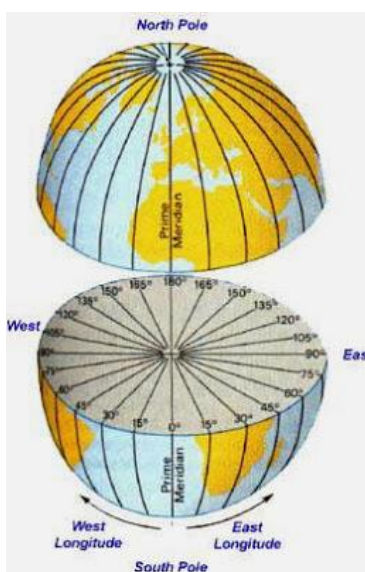 North Pole
Prime
Meridian
180°
165° 165°
150° 150°
135° 135°
120° 120°
West
105° 105°
90° 90°
East
75° 75°
60° 60°
45° 45°
30° 30°
15° 0° 15°
Prime
Meridian
West
Longitude
East
Longitude
South Pole